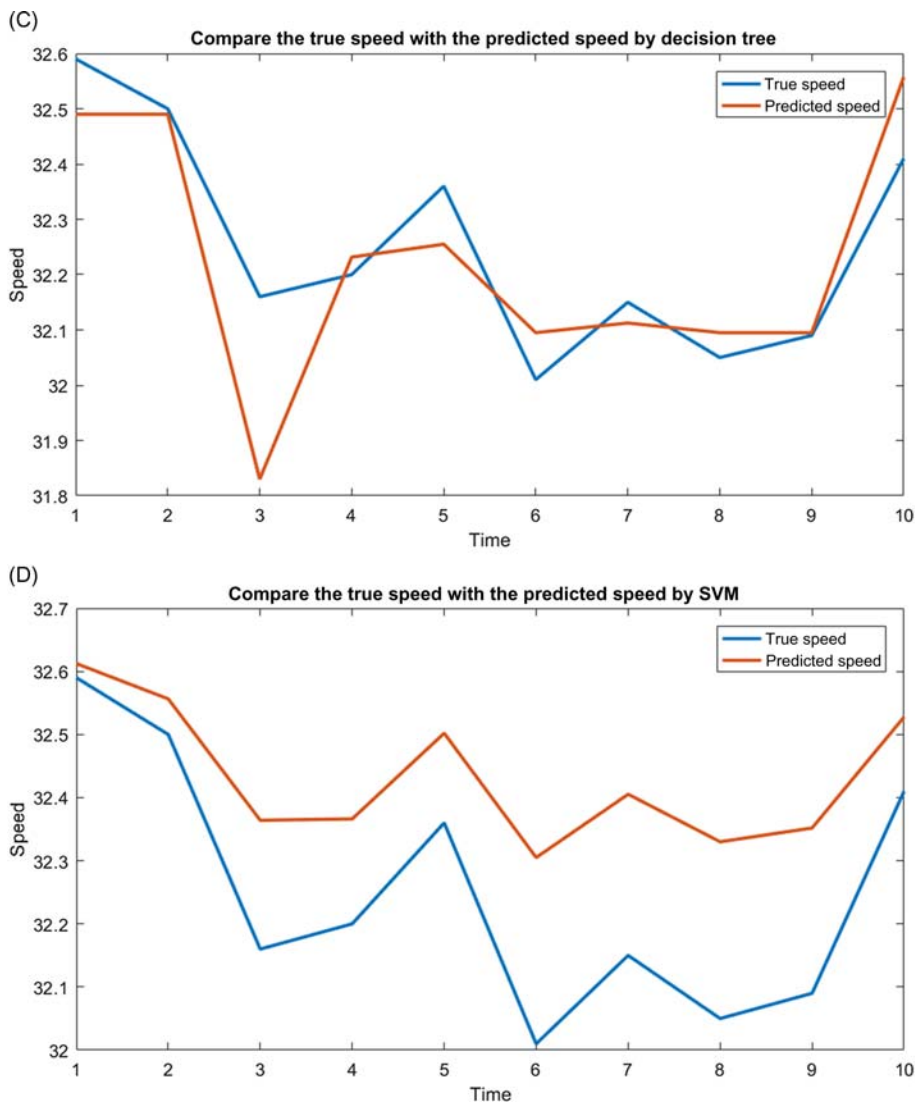 (C)
Compare the true speed with the predicted speed by decision tree
32.6
32.5
32.4
32.3
32.2
32.1
32
31.9
31.8
Speed
True speed
Predicted speed
1 2 3 4 5 6 7 8 9 10
Time
(D)
Compare the true speed with the predicted speed by SVM
32.7
32.6
32.5
32.4
32.3
32.2
32.1
32
Speed
True speed
Predicted speed
1 2 3 4 5 6 7 8 9 10
Time